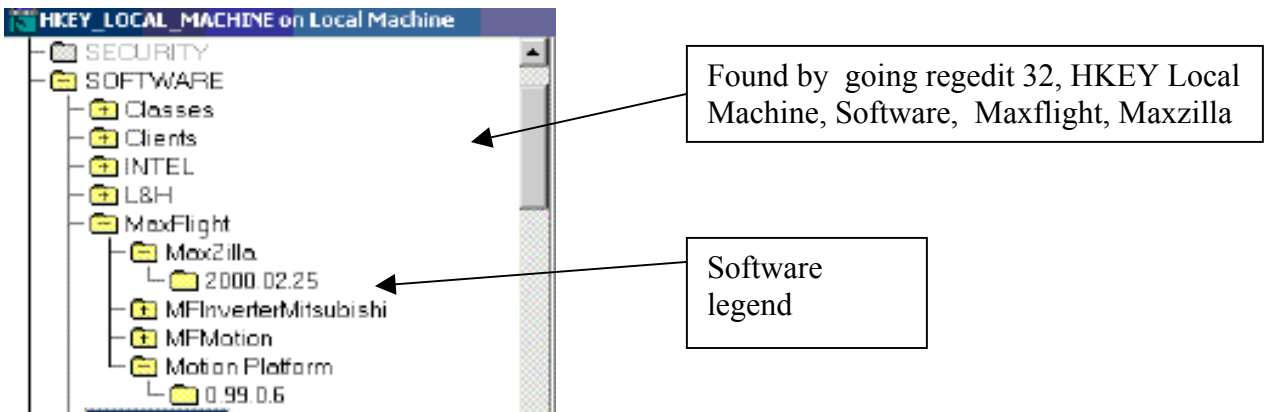 HKEY_LOCAL_MACHINE on Local Machine
SECURITY
SOFTWARE
Classes
Clients
INTEL
L&H
MaxFlight
MaxZilla
2000.02.25
MFInverterMitsubishi
MFMotion
Motion Platform
0.99.0.6
Found by going regedit 32, HKEY Local
Machine, Software, Maxflight, Maxzilla
Software
legend